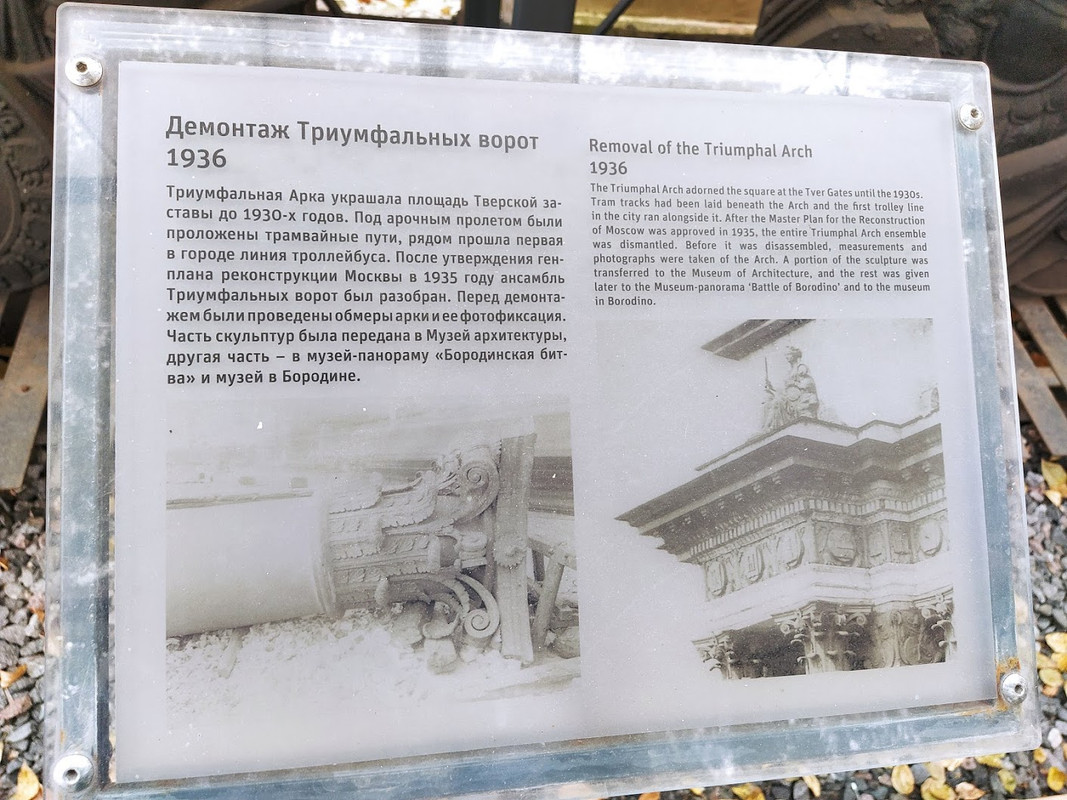 Демонтаж Триумфальных ворот
1936
Триумфальная Арка украшала площадь Тверской за-
ставы до 1930-х годов. Под арочным пролетом были
проложены трамвайные пути, рядом прошла первая
в городе линия троллейбуса. После утверждения ген-
плана реконструкции Москвы в 1935 году ансамбль
Триумфальных ворот был разобран. Перед демонта-
жем были проведены обмеры арки и ее фотофиксация.
Часть скульптур была передана в Музей архитектуры,
другая часть – в музей-панораму «Бородинская бит-
ва» и музей в Бородине.
Removal of the Triumphal Arch
1936
The Triumphal Arch adorned the square at the Tver Gates until the 1930s.
Tram tracks had been laid beneath the Arch and the first trolley line
in the city ran alongside it. After the Master Plan for the Reconstruction
of Moscow was approved in 1935, the entire Triumphal Arch ensemble
was dismantled. Before it was disassembled, measurements and
photographs were taken of the Arch. A portion of the sculpture was
transferred to the Museum of Architecture, and the rest was given
later to the Museum-panorama ‘Battle of Borodino’ and to the museum
in Borodino.